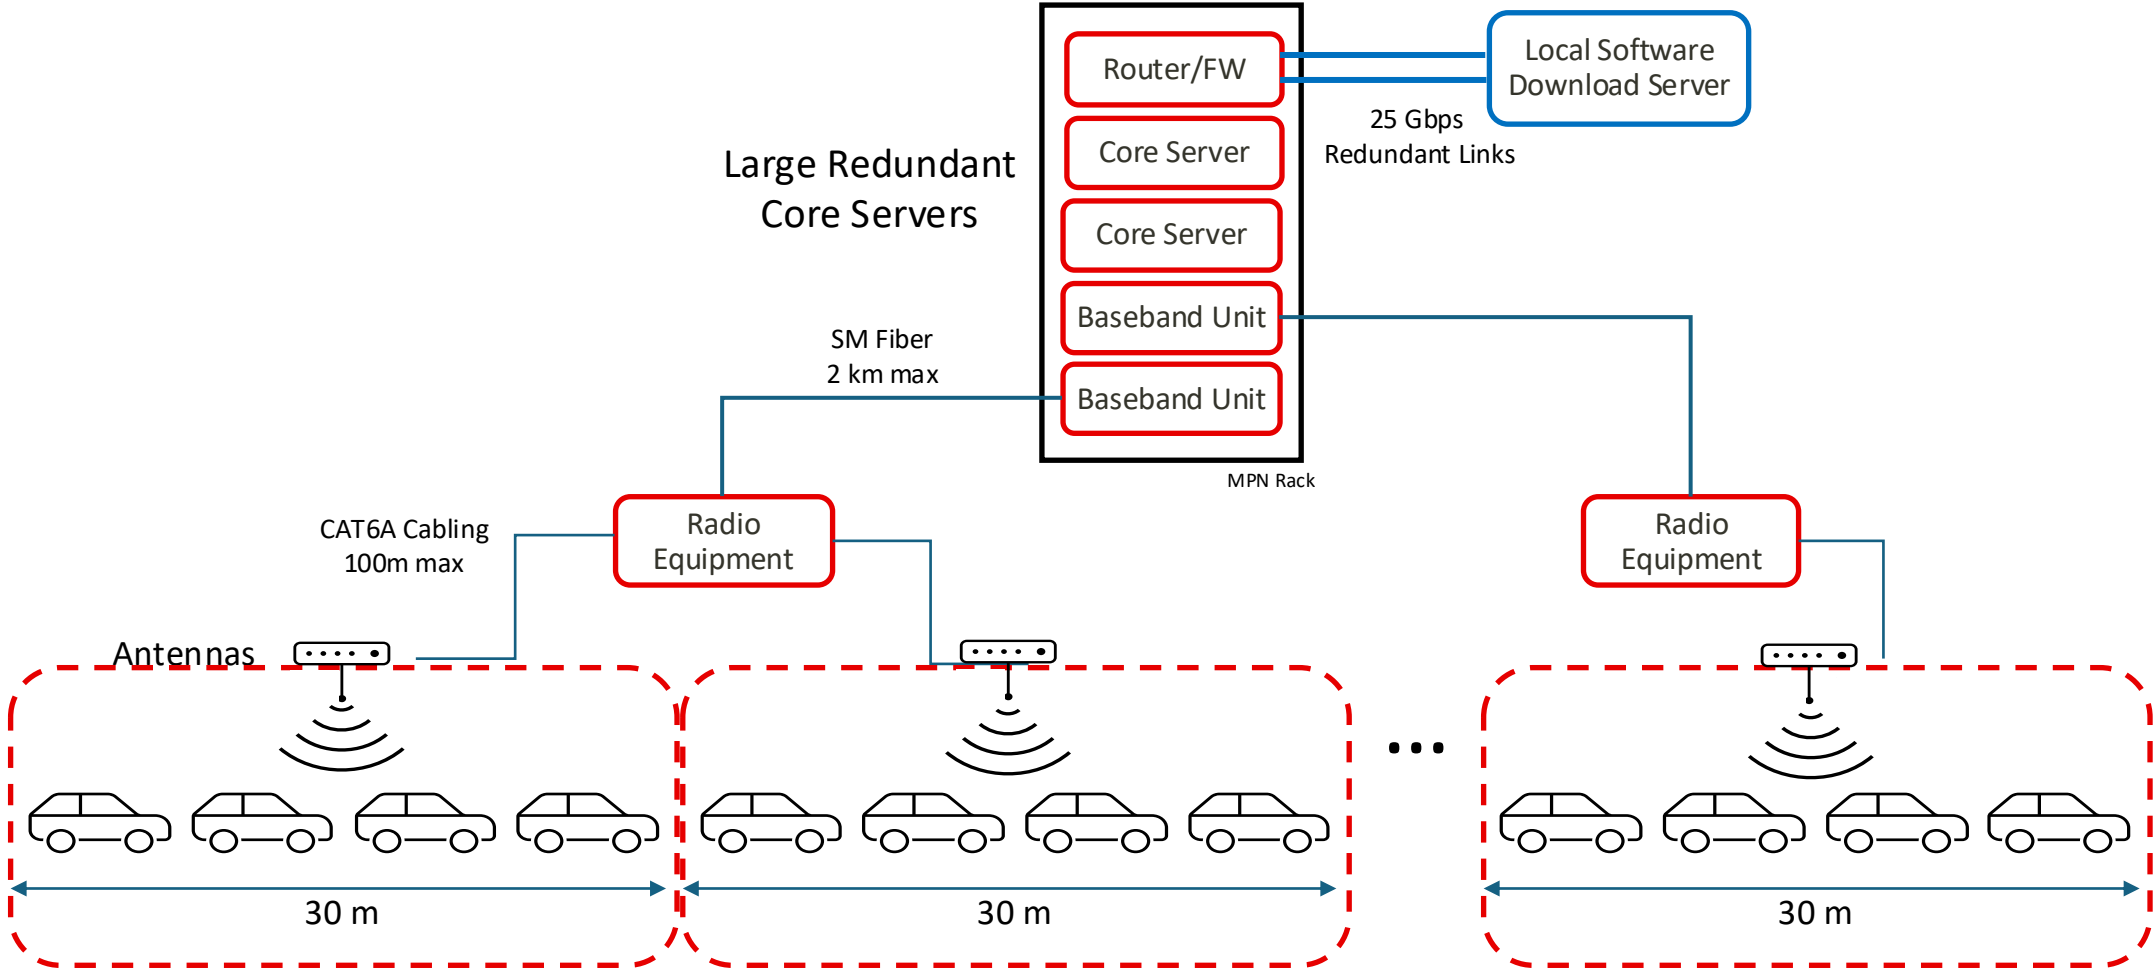 Router/FW
Local Software
Download Server
25 Gbps
Redundant Links
Large Redundant
Core Servers
Core Server
Core Server
Baseband Unit
Baseband Unit
SM Fiber
2 km max
MPN Rack
CAT6A Cabling
100m max
Radio
Equipment
Radio
Equipment
Antennas
...
30 m
30 m
30 m